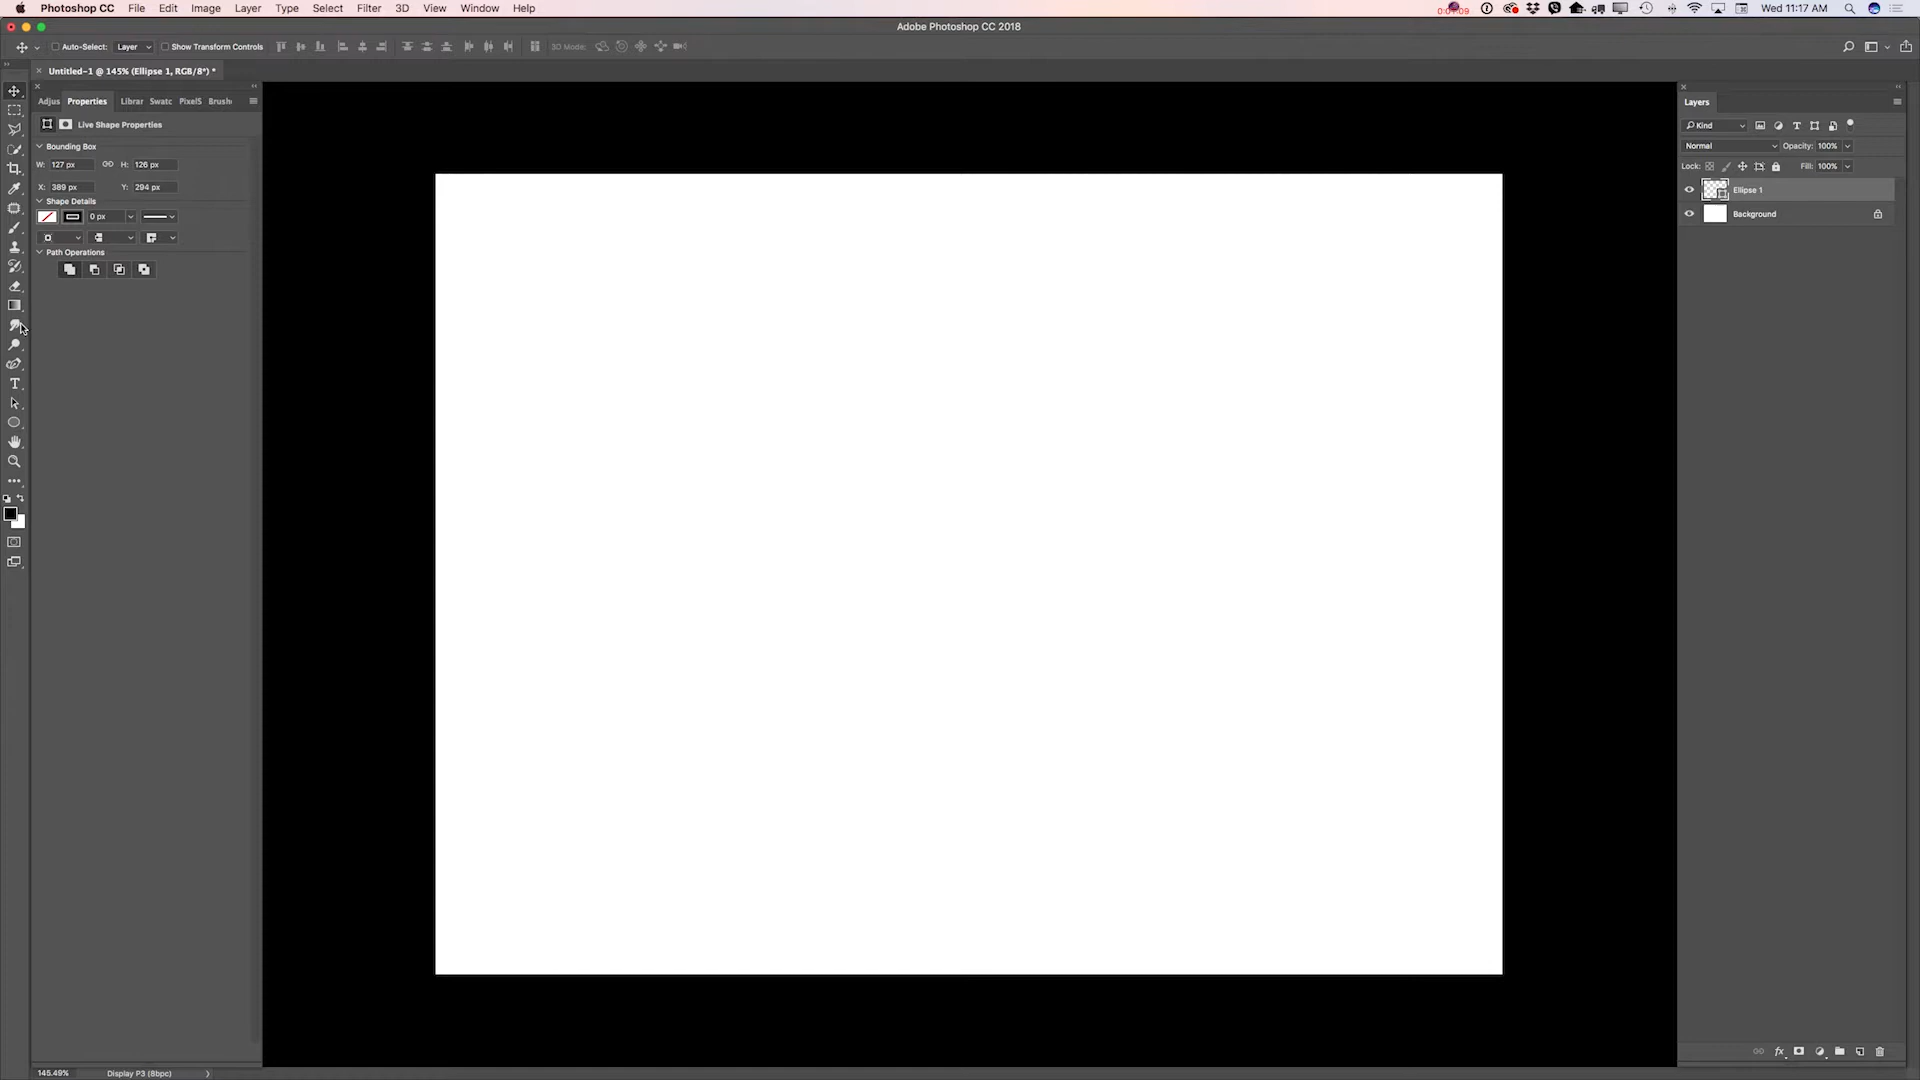 Photoshop CC File Edit Image Layer Type Select Filter 3D View Window Help
0:01:09 Wed 11:17 AM
Adobe Photoshop CC 2018
Auto-Select: Layer Show Transform Controls 3D Mode:
Untitled-1 @ 145% (Ellipse 1, RGB/8*) *
Adjus Properties Librar Swatc PixelS Brush
Live Shape Properties
Bounding Box
W: 127 px H: 126 px
X: 389 px Y: 294 px
Shape Details
0 px
Path Operations
Layers
Kind
Normal Opacity: 100%
Lock: Fill: 100%
Ellipse 1
Background
145.49% Display P3 (8bpc)